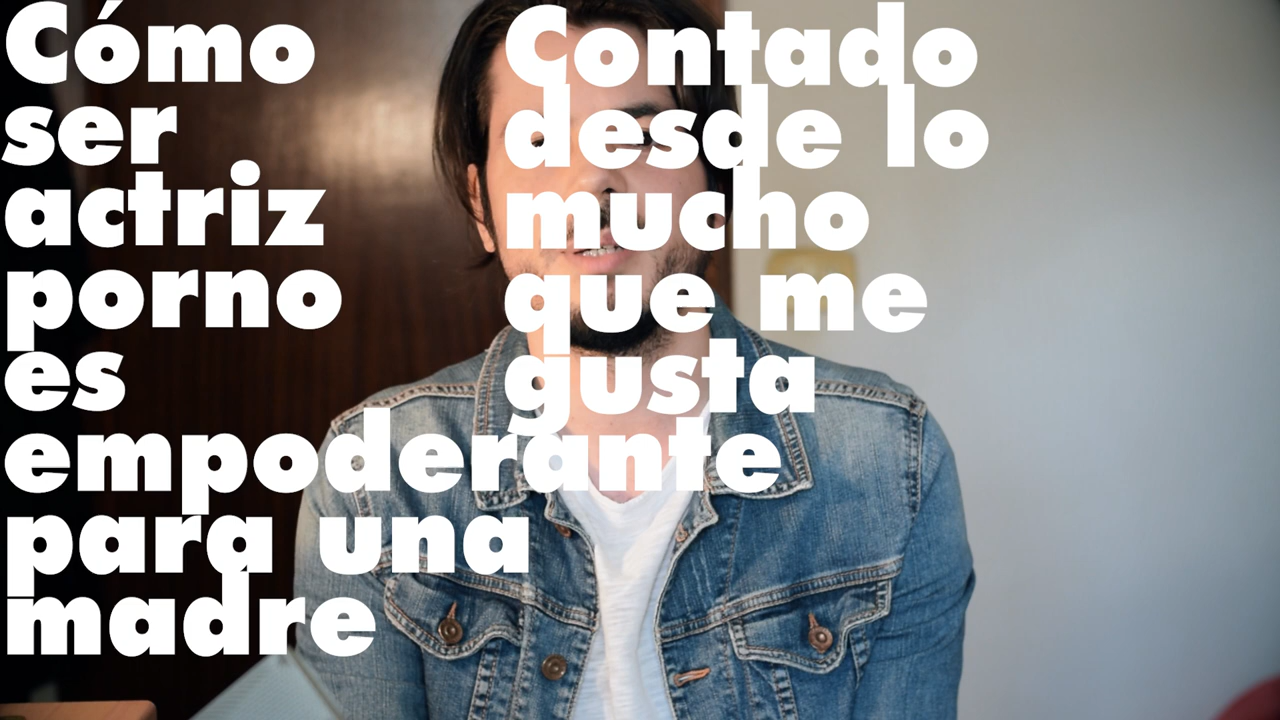 Cómo
ser
actriz
porno
es
empoderante
para una
madre
Contado
desde lo
mucho
que me
gusta